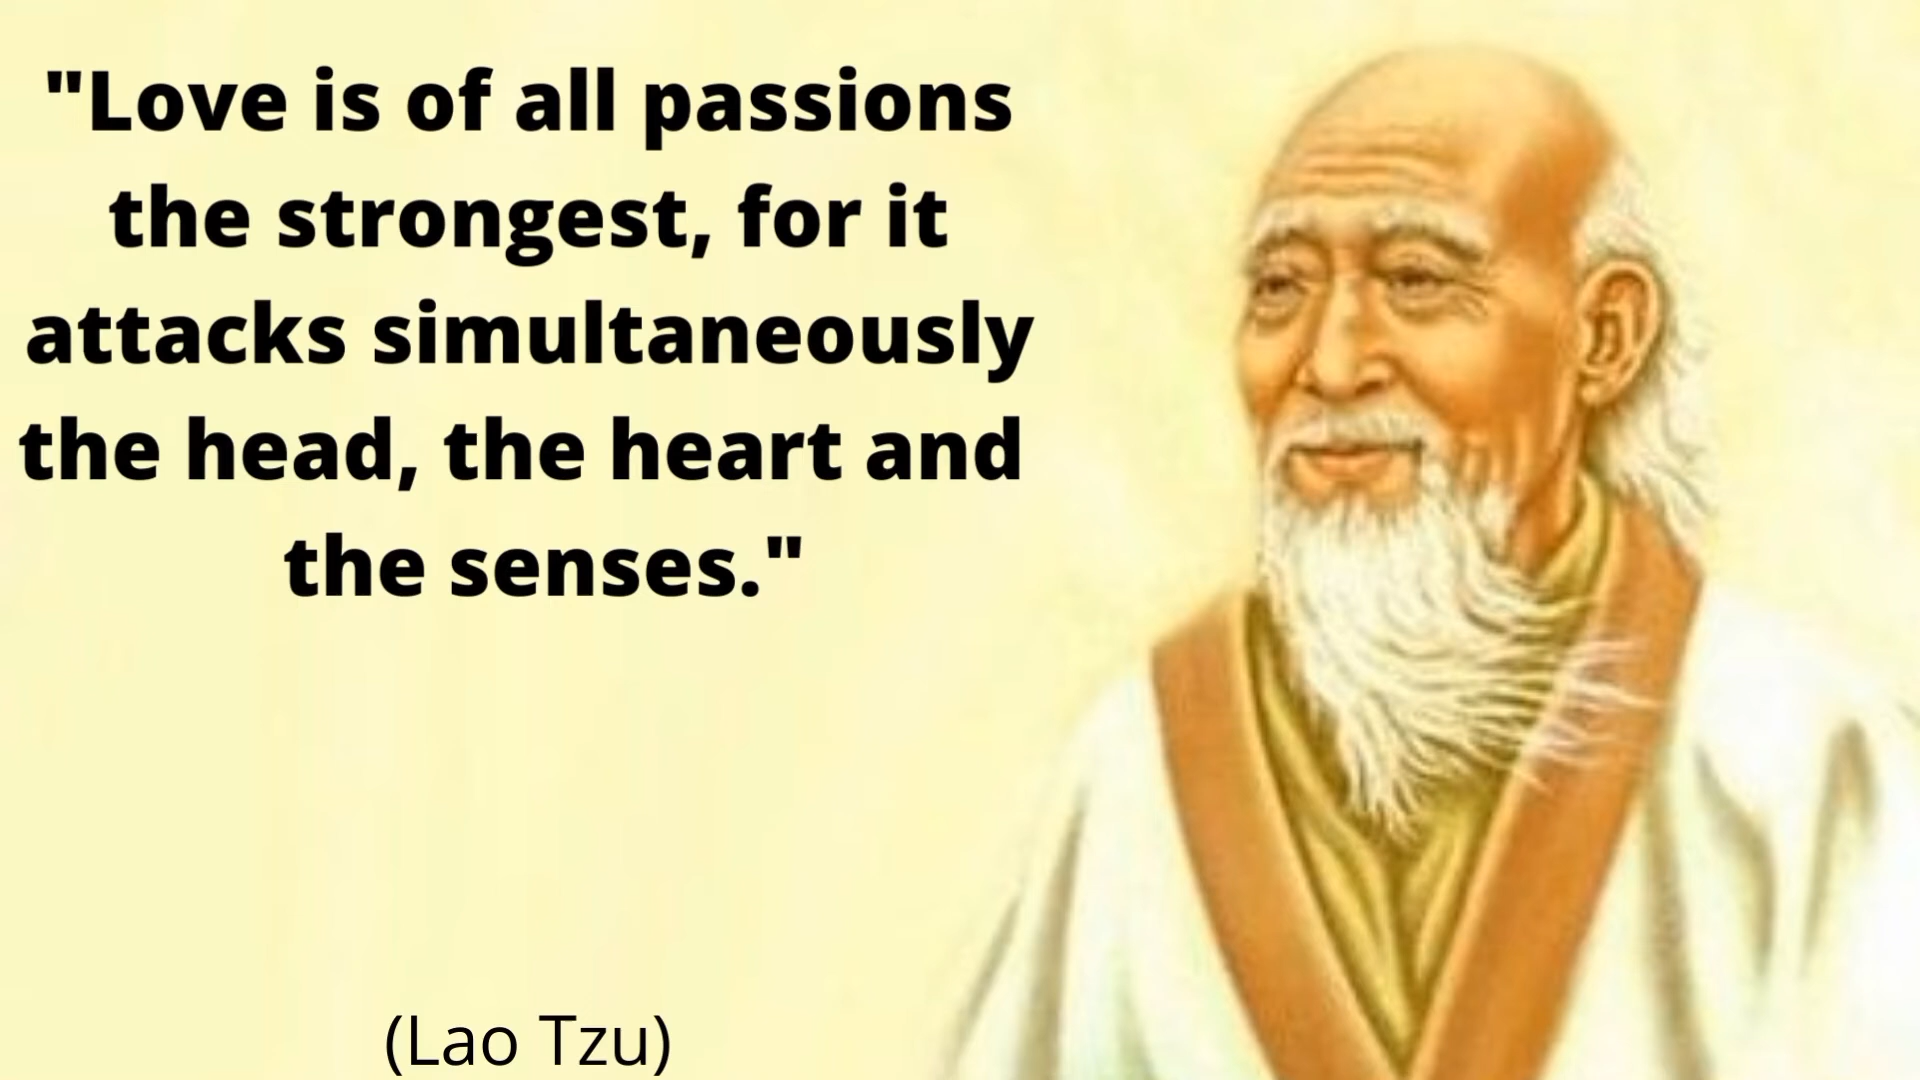 "Love is of all passions
the strongest, for it
attacks simultaneously
the head, the heart and
the senses."
(Lao Tzu)